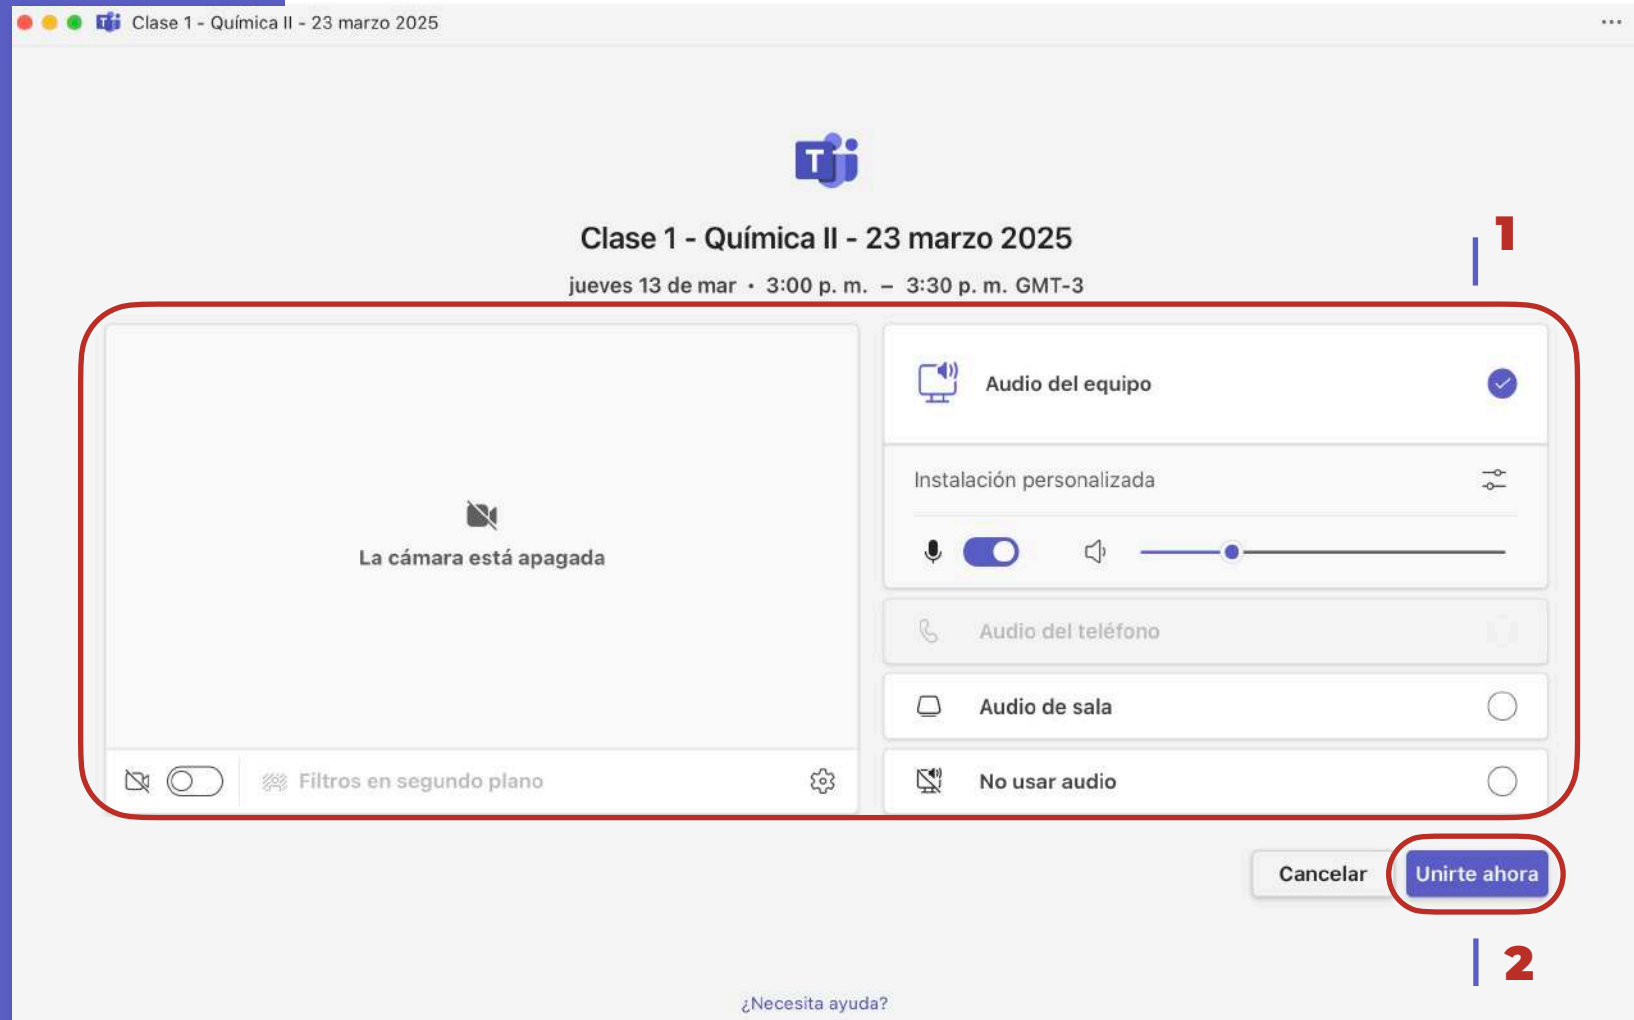 Clase 1 - Química II - 23 marzo 2025
Clase 1 - Química II - 23 marzo 2025
jueves 13 de mar • 3:00 p. m. – 3:30 p. m. GMT-3
1
La cámara está apagada
Filtros en segundo plano
Audio del equipo
Instalación personalizada
Audio del teléfono
Audio de sala
No usar audio
Cancelar
Unirte ahora
2
¿Necesita ayuda?